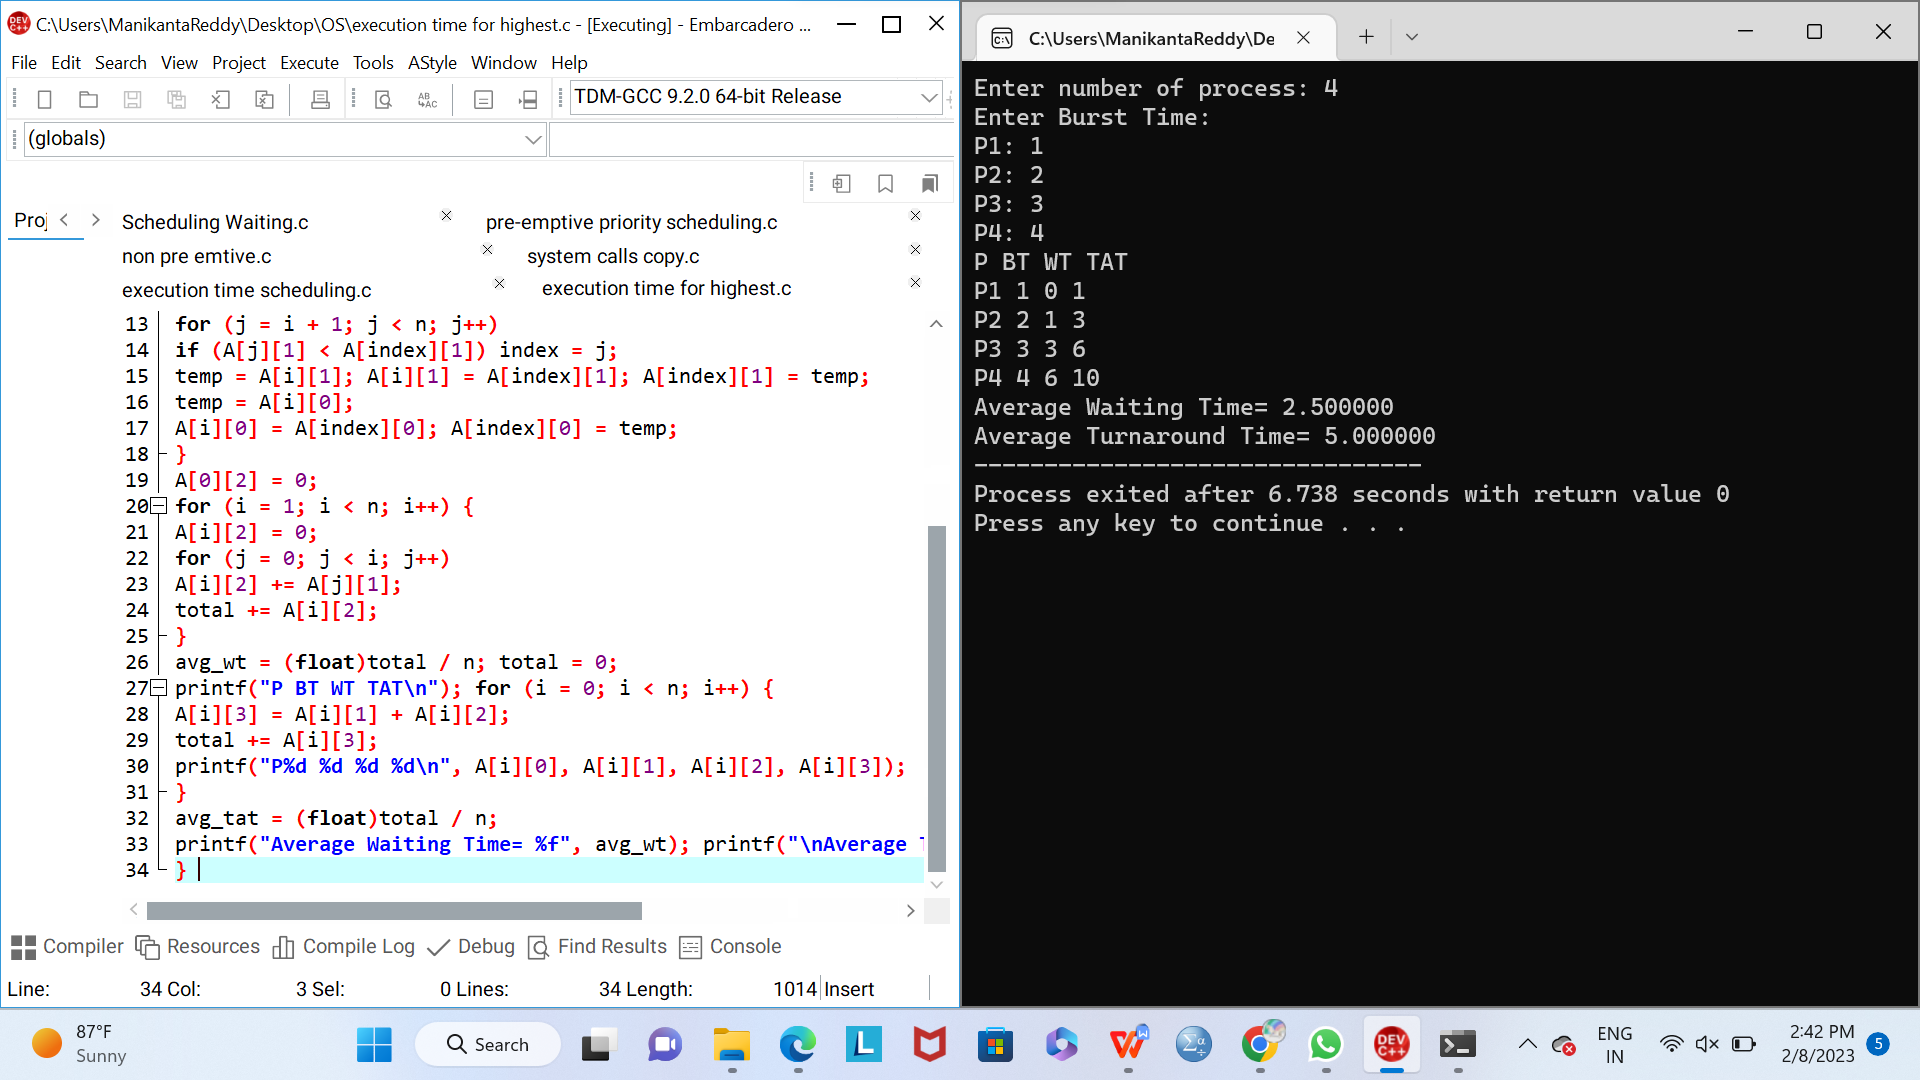 C:\Users\ManikantaReddy\Desktop\OS\execution time for highest.c - [Executing] - Embarcadero ...
File Edit Search View Project Execute Tools AStyle Window Help
TDM-GCC 9.2.0 64-bit Release
(globals)
Proj
Scheduling Waiting.c
pre-emptive priority scheduling.c
non pre emtive.c
system calls copy.c
execution time scheduling.c
execution time for highest.c
13 for (j = i + 1; j < n; j++)
14 if (A[j][1] < A[index][1]) index = j;
15 temp = A[i][1]; A[i][1] = A[index][1]; A[index][1] = temp;
16 temp = A[i][0];
17 A[i][0] = A[index][0]; A[index][0] = temp;
18 }
19 A[0][2] = 0;
20 for (i = 1; i < n; i++) {
21 A[i][2] = 0;
22 for (j = 0; j < i; j++)
23 A[i][2] += A[j][1];
24 total += A[i][2];
25 }
26 avg_wt = (float)total / n; total = 0;
27 printf("P BT WT TAT\n"); for (i = 0; i < n; i++) {
28 A[i][3] = A[i][1] + A[i][2];
29 total += A[i][3];
30 printf("P%d %d %d %d\n", A[i][0], A[i][1], A[i][2], A[i][3]);
31 }
32 avg_tat = (float)total / n;
33 printf("Average Waiting Time= %f", avg_wt); printf("\nAverage
34 }
Compiler Resources Compile Log Debug Find Results Console
Line: 34 Col: 3 Sel: 0 Lines: 34 Length: 1014 Insert
C:\Users\ManikantaReddy\De
Enter number of process: 4
Enter Burst Time:
P1: 1
P2: 2
P3: 3
P4: 4
P BT WT TAT
P1 1 0 1
P2 2 1 3
P3 3 3 6
P4 4 6 10
Average Waiting Time= 2.500000
Average Turnaround Time= 5.000000
--------------------------------
Process exited after 6.738 seconds with return value 0
Press any key to continue . . .
87°F
Sunny
Search
DEV C++
ENG
IN
2:42 PM
2/8/2023
5